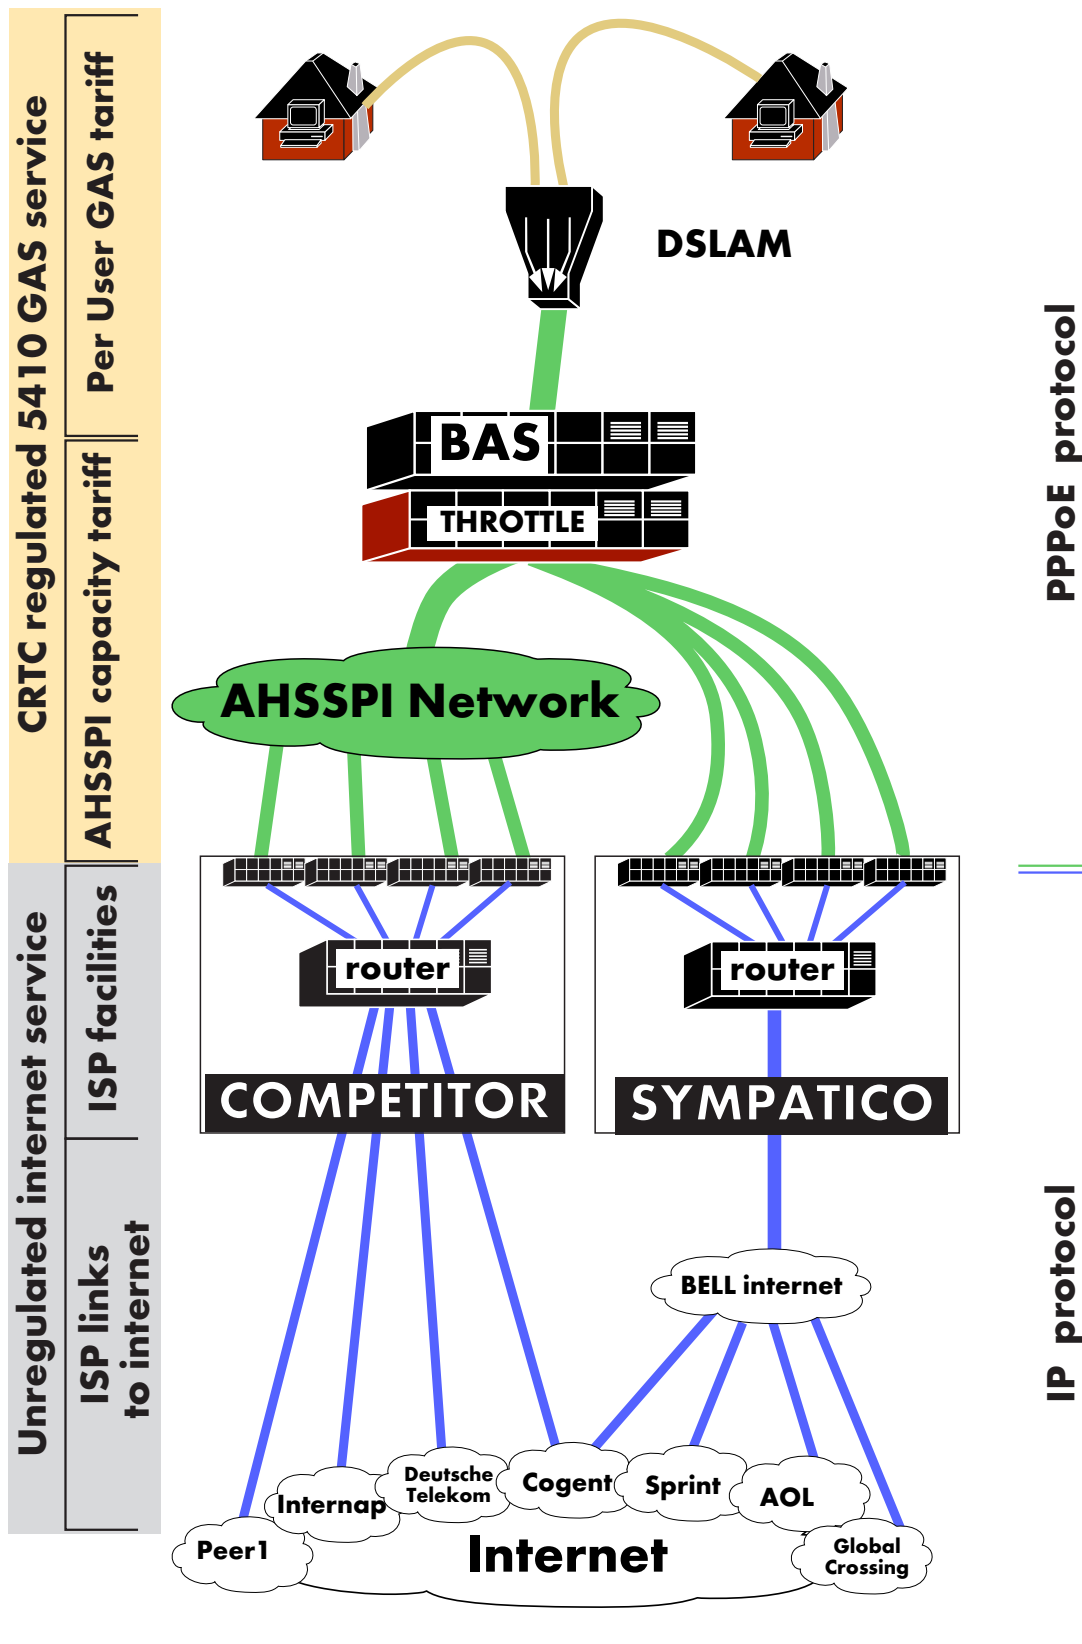 CRTC regulated 5410 GAS service
Per User GAS tariff
AHSSPI capacity tariff
Unregulated internet service
ISP facilities
ISP links
to internet
DSLAM
BAS
THROTTLE
AHSSPI Network
PPPoE protocol
router
router
COMPETITOR
SYMPATICO
BELL internet
IP protocol
Peer1
Internap
Deutsche
Telekom
Cogent
Sprint
AOL
Global
Crossing
Internet